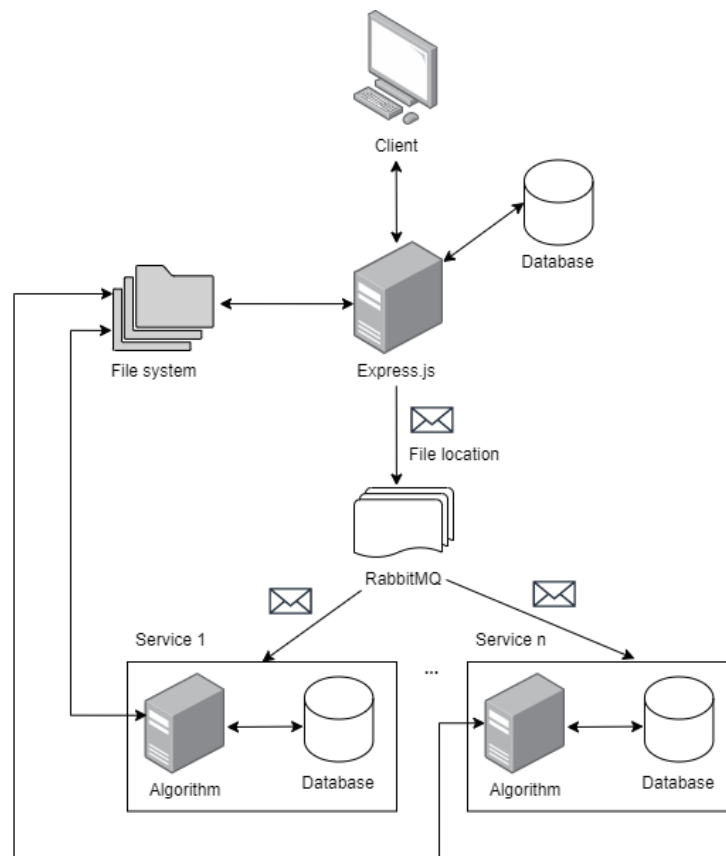 Client
Database
File system
Express.js
File location
RabbitMQ
Service 1
Service n
...
Algorithm
Database
Algorithm
Database